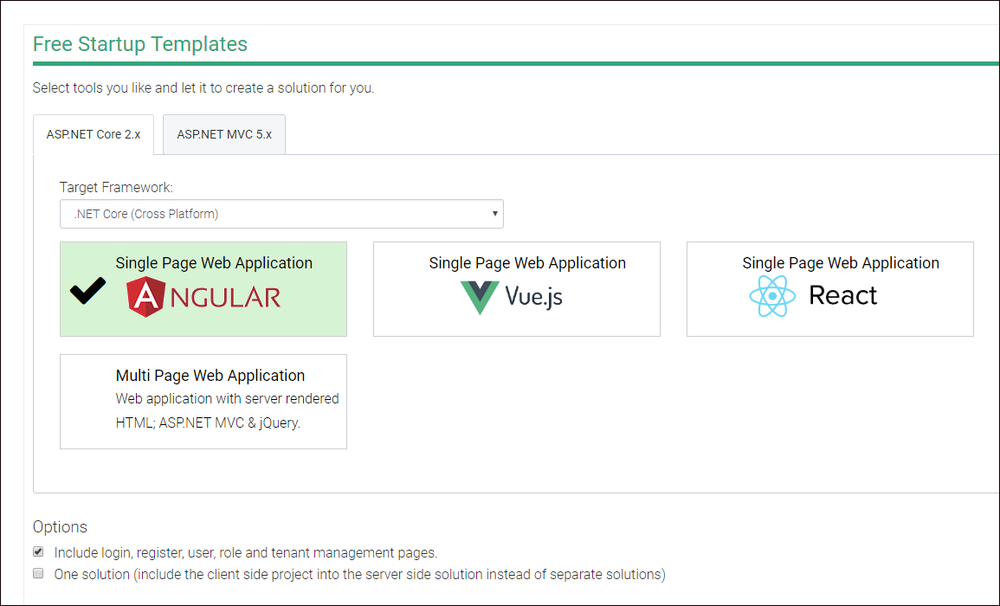 Free Startup Templates
Select tools you like and let it to create a solution for you.
ASP.NET Core 2.x
ASP.NET MVC 5.x
Target Framework:
.NET Core (Cross Platform)
Single Page Web Application
ANGULAR
Single Page Web Application
Vue.js
Single Page Web Application
React
Multi Page Web Application
Web application with server rendered
HTML; ASP.NET MVC & jQuery.
Options
Include login, register, user, role and tenant management pages.
One solution (include the client side project into the server side solution instead of separate solutions)